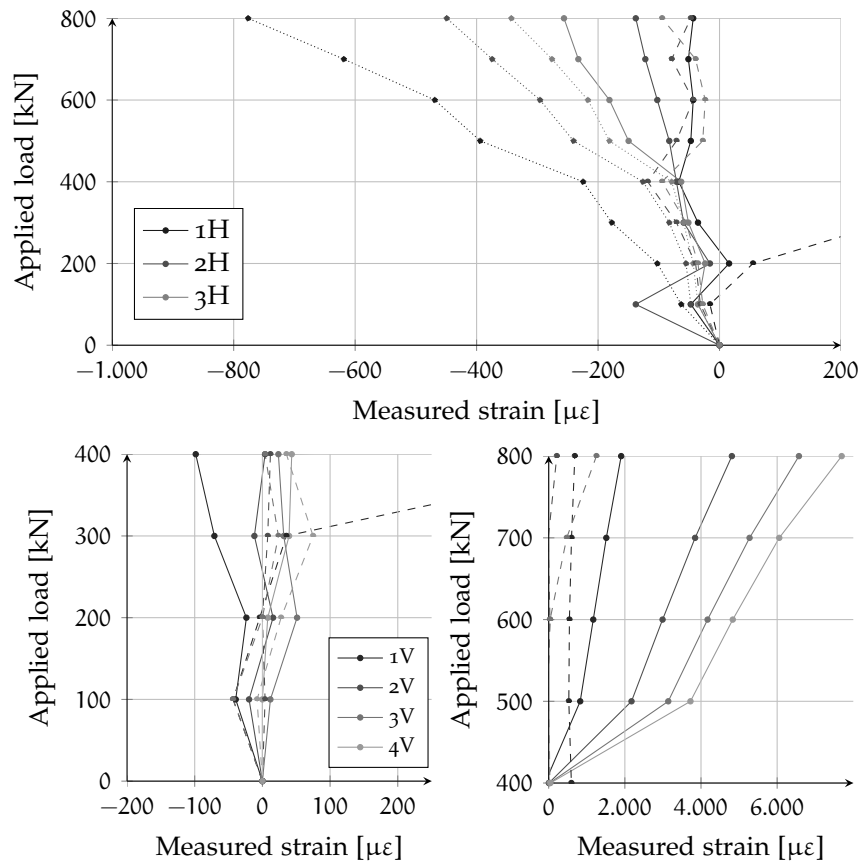 800
600
400
200
0
Applied load [kN]
1H
2H
3H
−1.000 −800 −600 −400 −200 0 200
Measured strain [με]
400
300
200
100
0
Applied load [kN]
1V
2V
3V
4V
−200 −100 0 100 200
Measured strain [με]
800
700
600
500
400
Applied load [kN]
0 2.000 4.000 6.000
Measured strain [με]